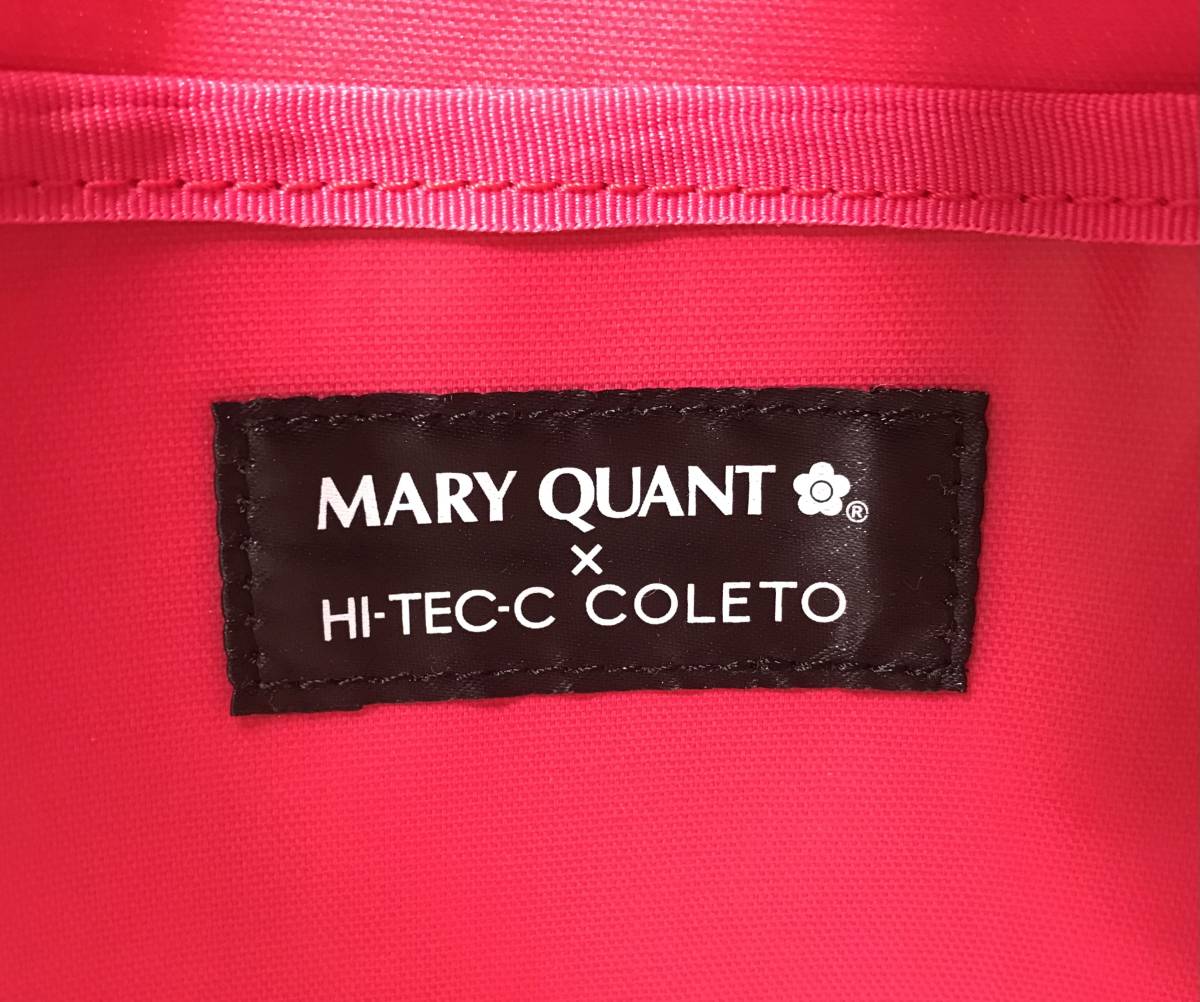 MARY QUANT ®
×
HI-TEC-C COLETO